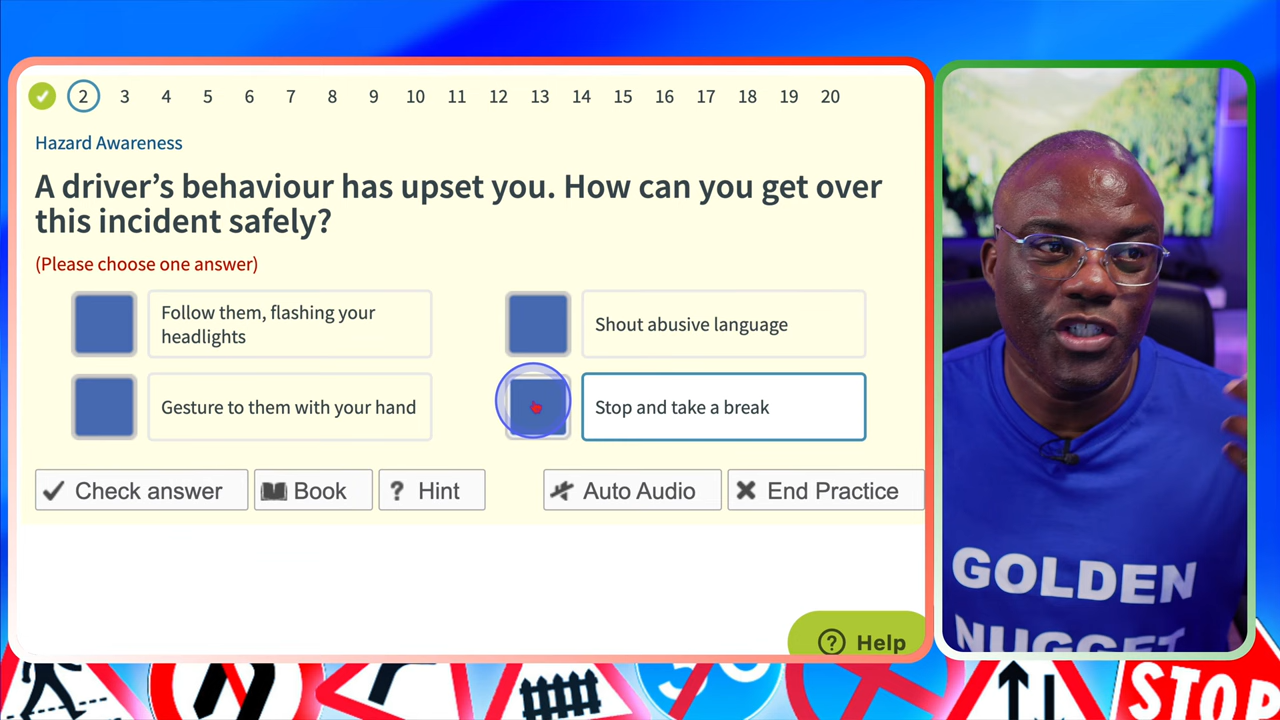 2 3 4 5 6 7 8 9 10 11 12 13 14 15 16 17 18 19 20
Hazard Awareness
A driver’s behaviour has upset you. How can you get over
this incident safely?
(Please choose one answer)
Follow them, flashing your
headlights
Shout abusive language
Gesture to them with your hand
Stop and take a break
Check answer
Book
? Hint
Auto Audio
End Practice
? Help
GOLDEN
NUGGET
STOP